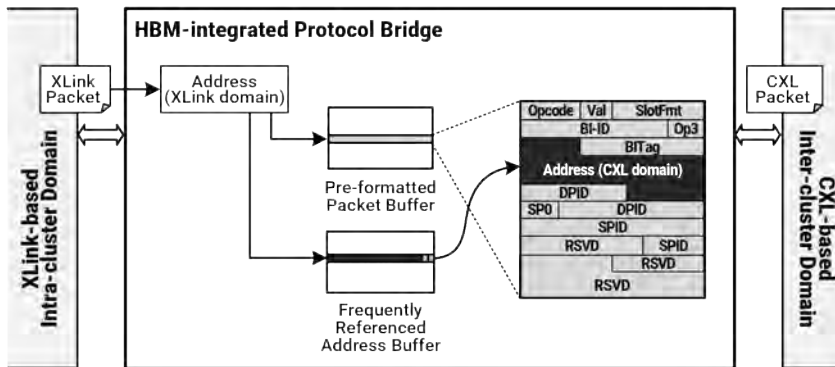 HBM-integrated Protocol Bridge
XLink
Packet
Address
(XLink domain)
Pre-formatted
Packet Buffer
Frequently
Referenced
Address Buffer
Opcode Val SlotFmt
BI-ID Op3
BITag
Address (CXL domain)
DPID
SP0 DPID
SPID
RSVD SPID
RSVD
RSVD
CXL
Packet
XLink-based
Intra-cluster Domain
CXL-based
Inter-cluster Domain